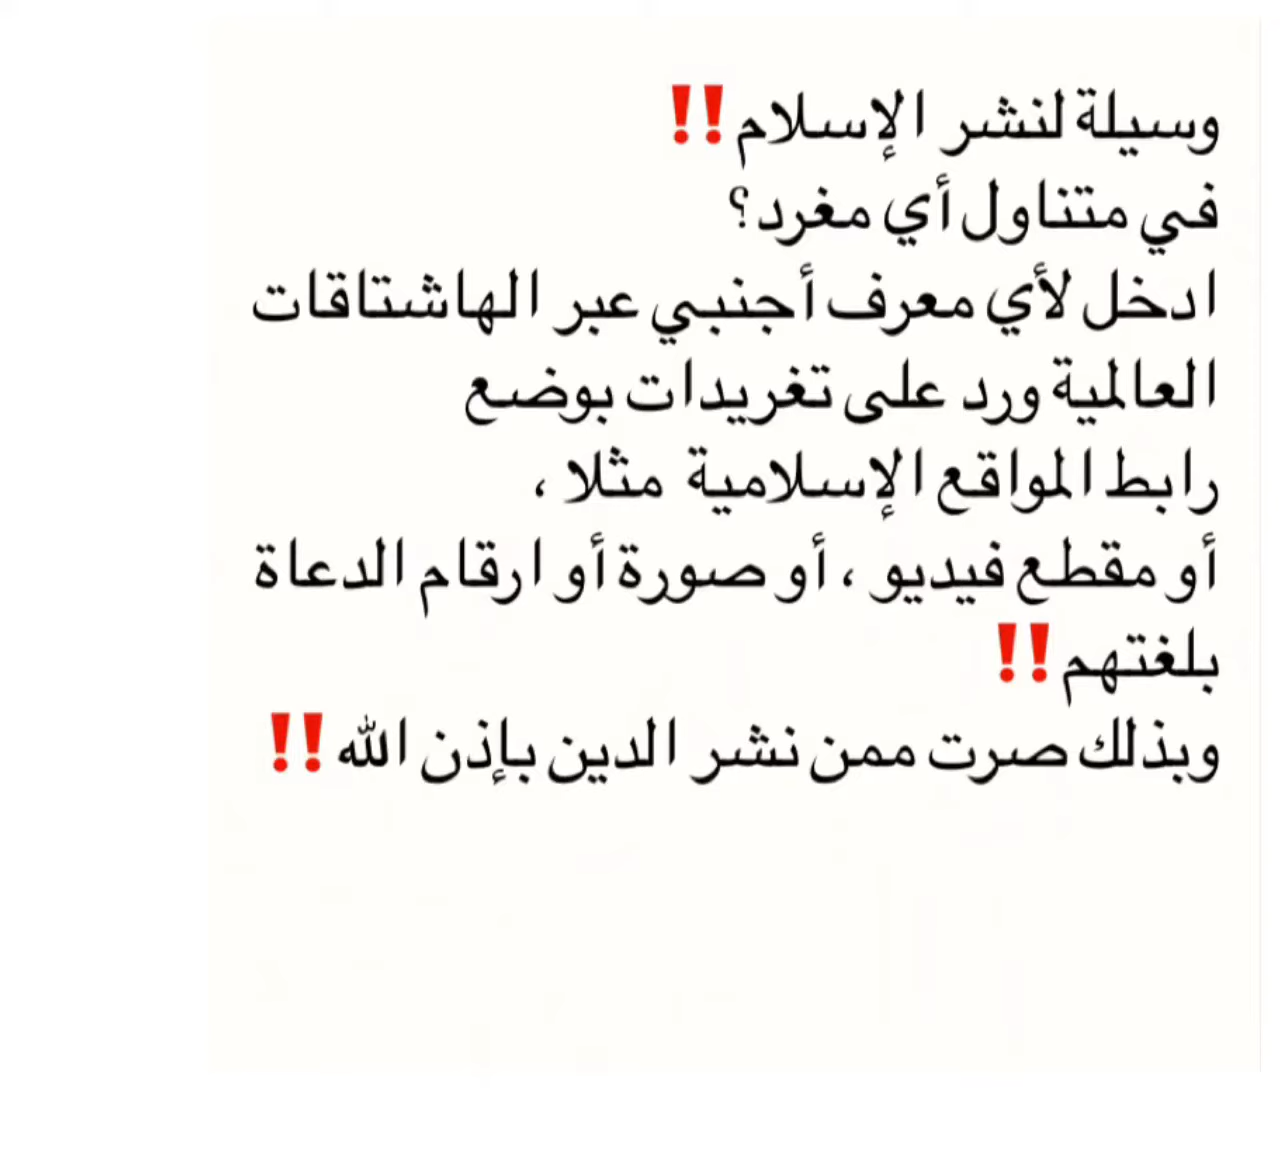 وسيلة لنشر الإسلام‼️
في متناول أي مغرد؟
ادخل لأي معرف أجنبي عبر الهاشتاقات
العالمية ورد على تغريدات بوضع
رابط المواقع الإسلامية مثلا ،
أو مقطع فيديو ، أو صورة أو ارقام الدعاة
بلغتهم‼️
وبذلك صرت ممن نشر الدين بإذن الله‼️